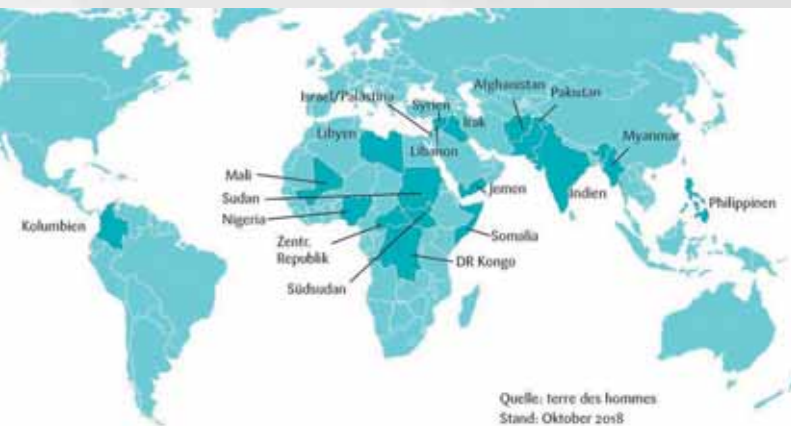 Israel/Palästina
Syrien
Afghanistan
Pakistan
Irak
Libyen
Libanon
Myanmar
Mali
Sudan
Jemen
Indien
Nigeria
Philippinen
Kolumbien
Zentr.
Republik
Somalia
DR Kongo
Südsudan
Quelle: terre des hommes
Stand: Oktober 2018